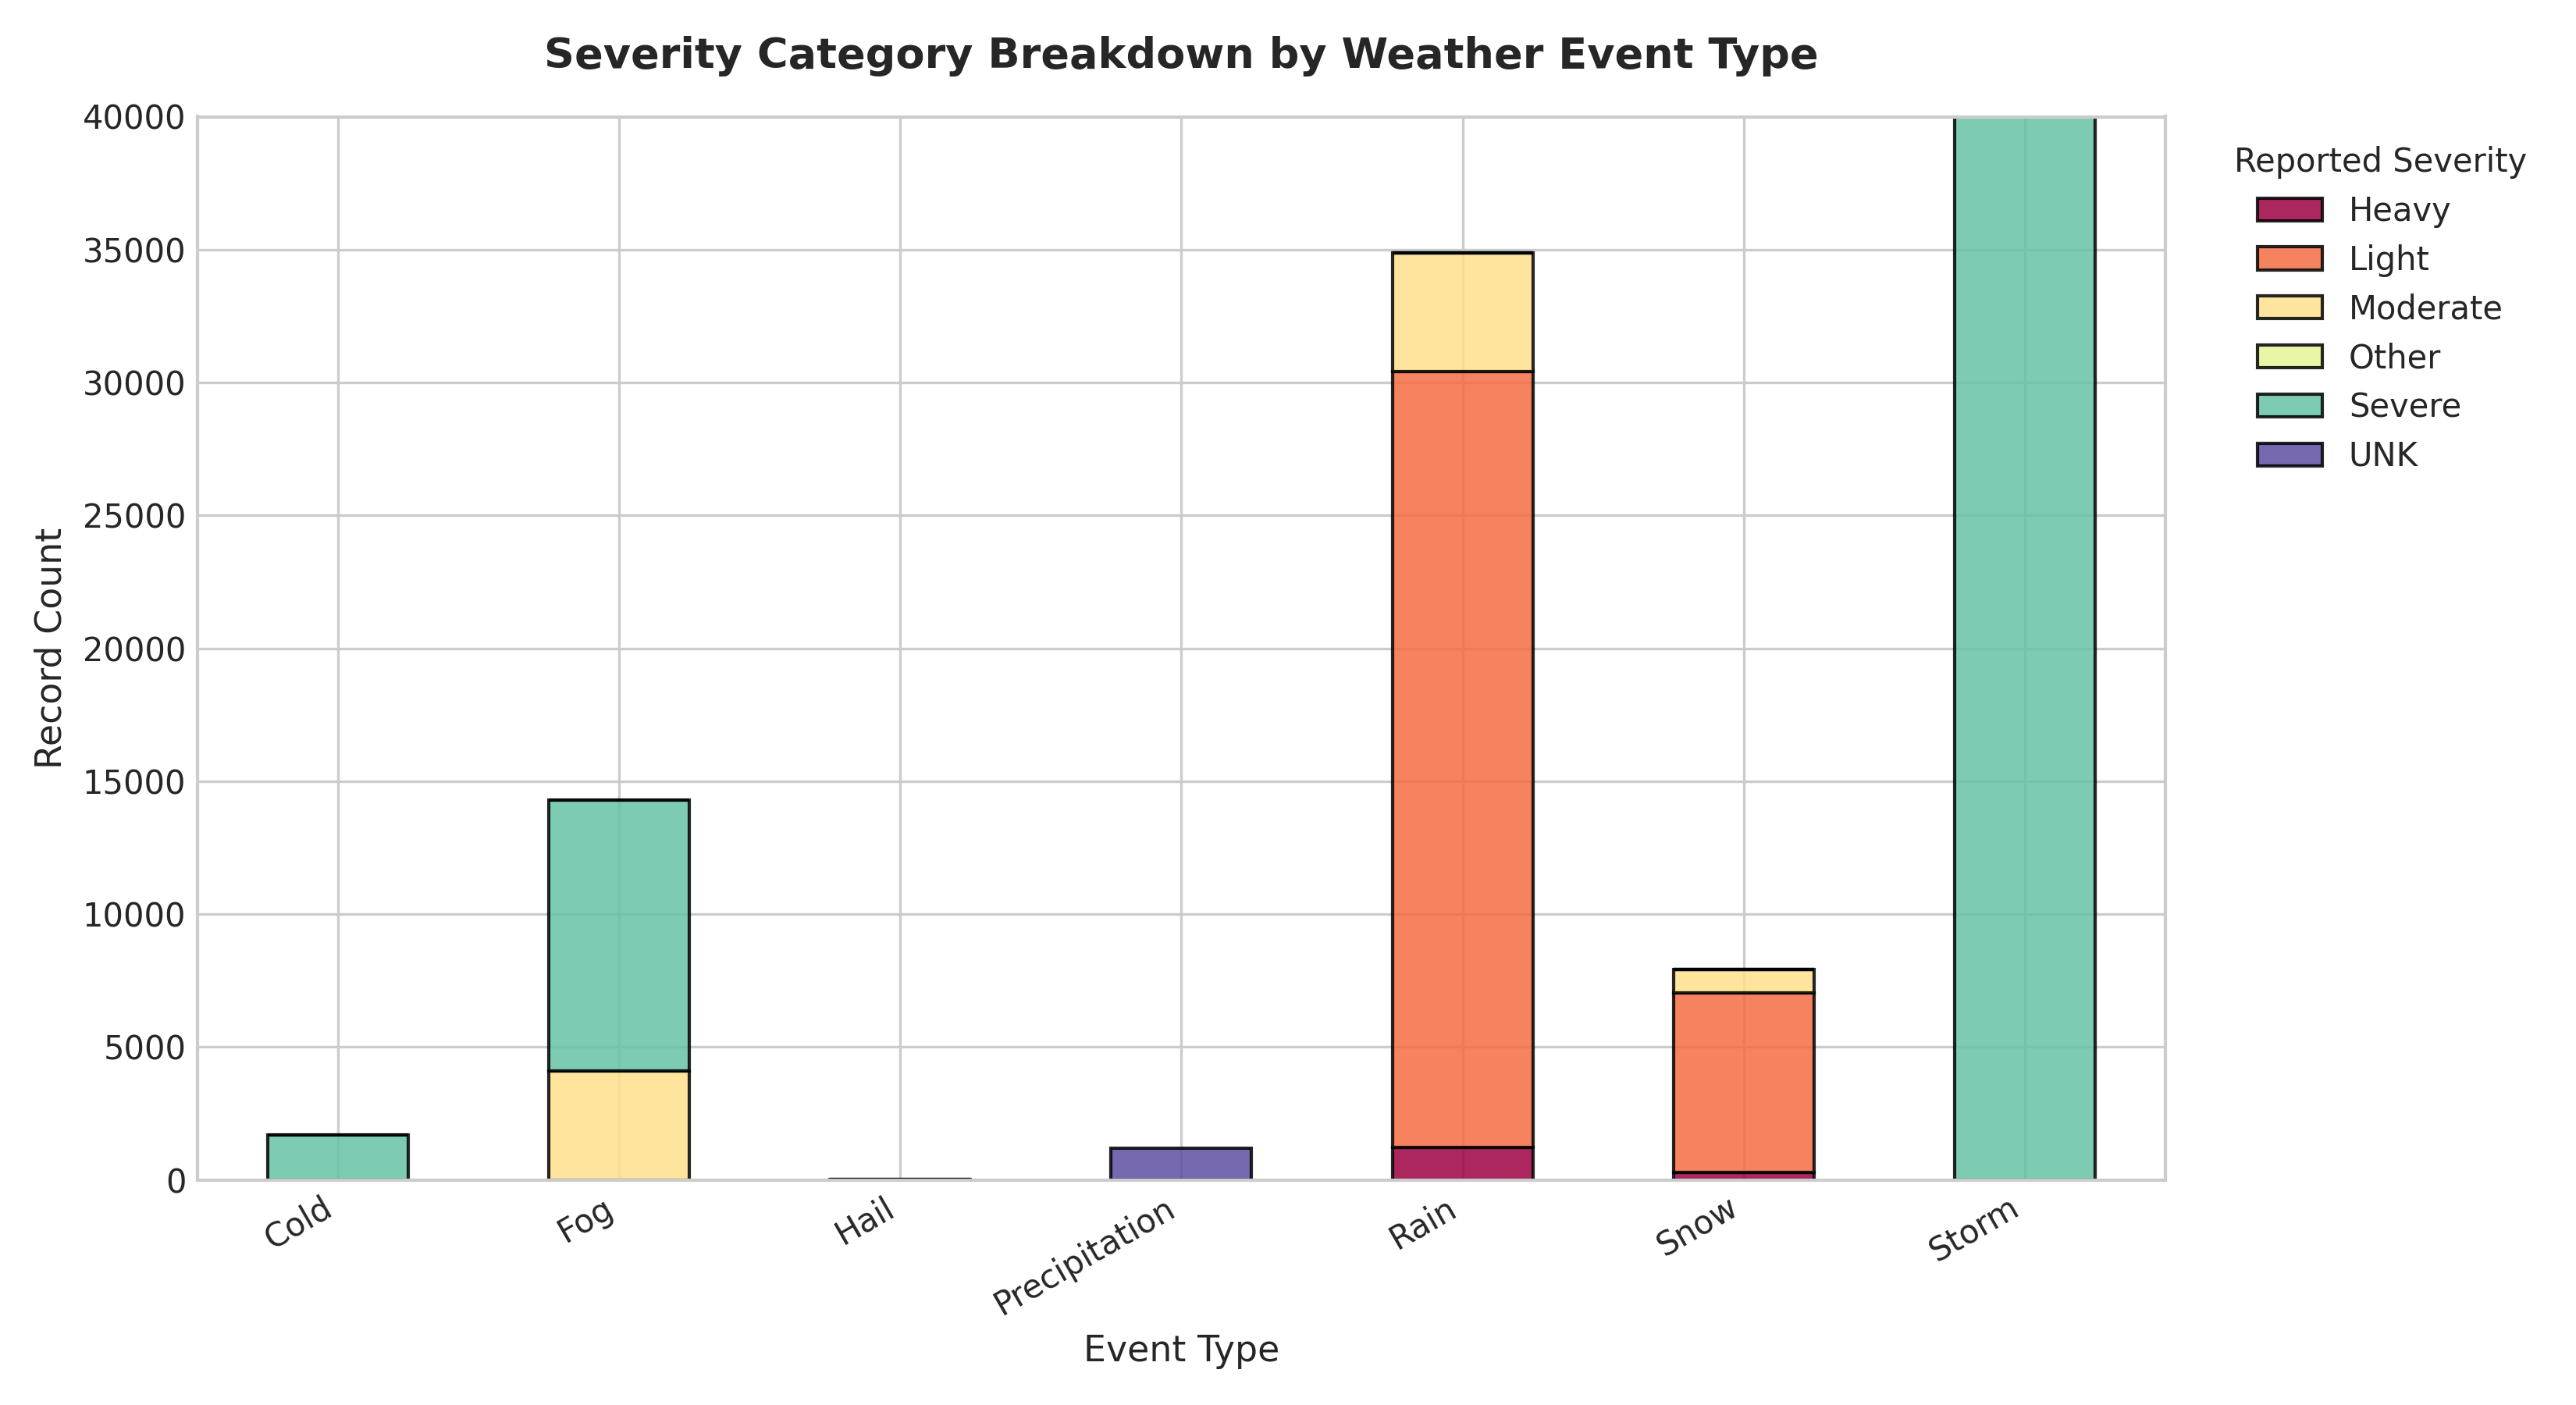 Severity Category Breakdown by Weather Event Type
Record Count
40000
35000
30000
25000
20000
15000
10000
5000
0
Cold
Fog
Hail
Precipitation
Rain
Snow
Storm
Event Type
Reported Severity
Heavy
Light
Moderate
Other
Severe
UNK